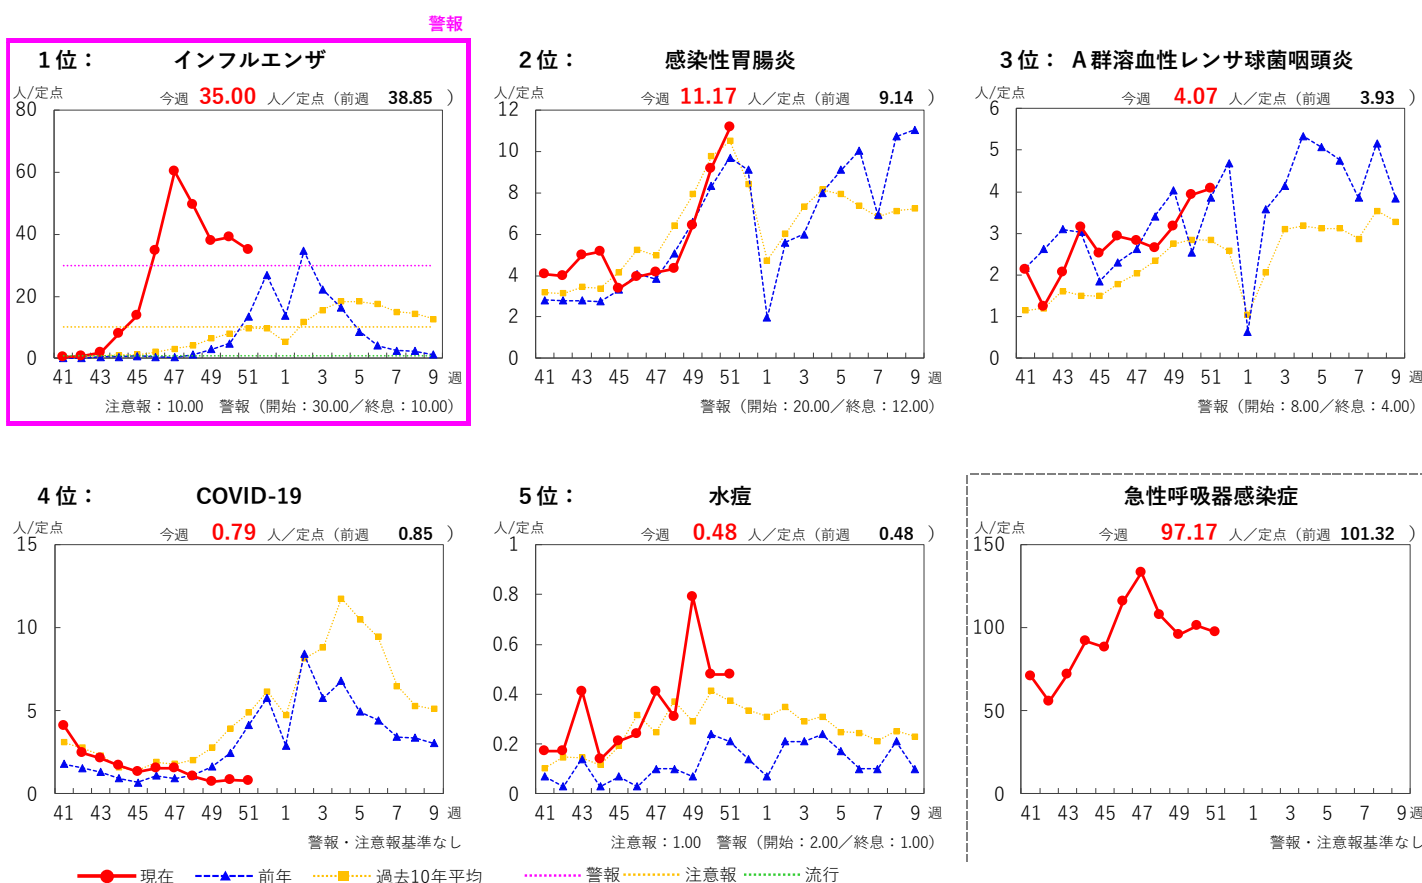 警報
1位： インフルエンザ
人/定点 今週 35.00 人／定点（前週 38.85 ）
80
60
40
20
0
41 43 45 47 49 51 1 3 5 7 9 週
注意報：10.00 警報（開始：30.00／終息：10.00）
2位： 感染性胃腸炎
人/定点 今週 11.17 人／定点（前週 9.14 ）
12
10
8
6
4
2
0
41 43 45 47 49 51 1 3 5 7 9 週
警報（開始：20.00／終息：12.00）
3位： A群溶血性レンサ球菌咽頭炎
人/定点 今週 4.07 人／定点（前週 3.93 ）
6
5
4
3
2
1
0
41 43 45 47 49 51 1 3 5 7 9 週
警報（開始：8.00／終息：4.00）
4位： COVID-19
人/定点 今週 0.79 人／定点（前週 0.85 ）
15
10
5
0
41 43 45 47 49 51 1 3 5 7 9 週
警報・注意報基準なし
5位： 水痘
人/定点 今週 0.48 人／定点（前週 0.48 ）
1
0.8
0.6
0.4
0.2
0
41 43 45 47 49 51 1 3 5 7 9 週
注意報：1.00 警報（開始：2.00／終息：1.00）
急性呼吸器感染症
人/定点 今週 97.17 人／定点（前週 101.32 ）
150
100
50
0
41 43 45 47 49 51 1 3 5 7 9 週
警報・注意報基準なし
現在 前年 過去10年平均 警報 注意報 流行